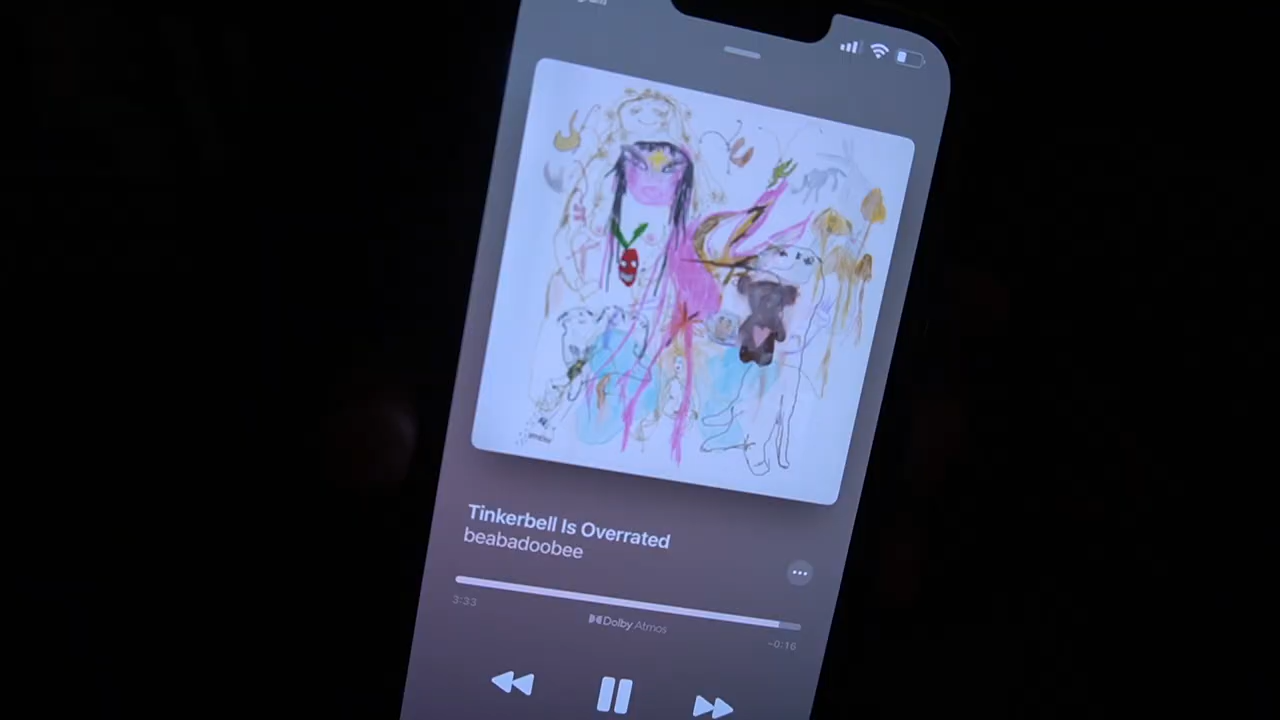 Tinkerbell Is Overrated
beabadoobee
3:33
-0:16
Dolby Atmos